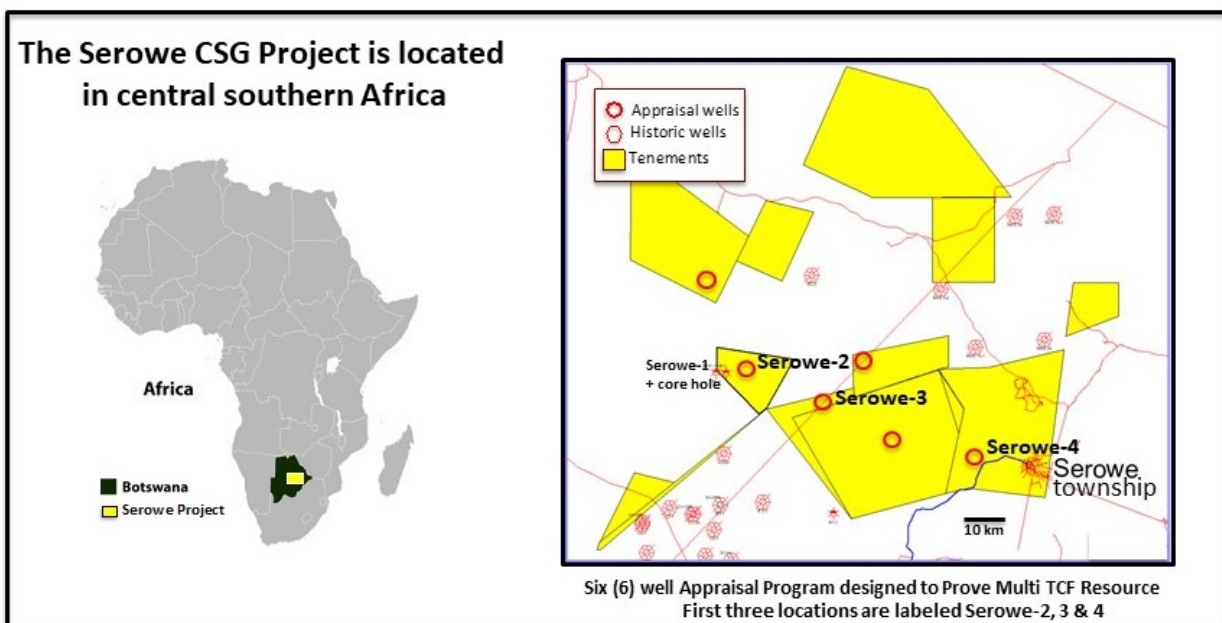 The Serowe CSG Project is located
in central southern Africa
Africa
Botswana
Serowe Project
Appraisal wells
Historic wells
Tenements
Serowe-1
+ core hole
Serowe-2
Serowe-3
Serowe-4
Serowe
township
10 km
Six (6) well Appraisal Program designed to Prove Multi TCF Resource
First three locations are labeled Serowe-2, 3 & 4